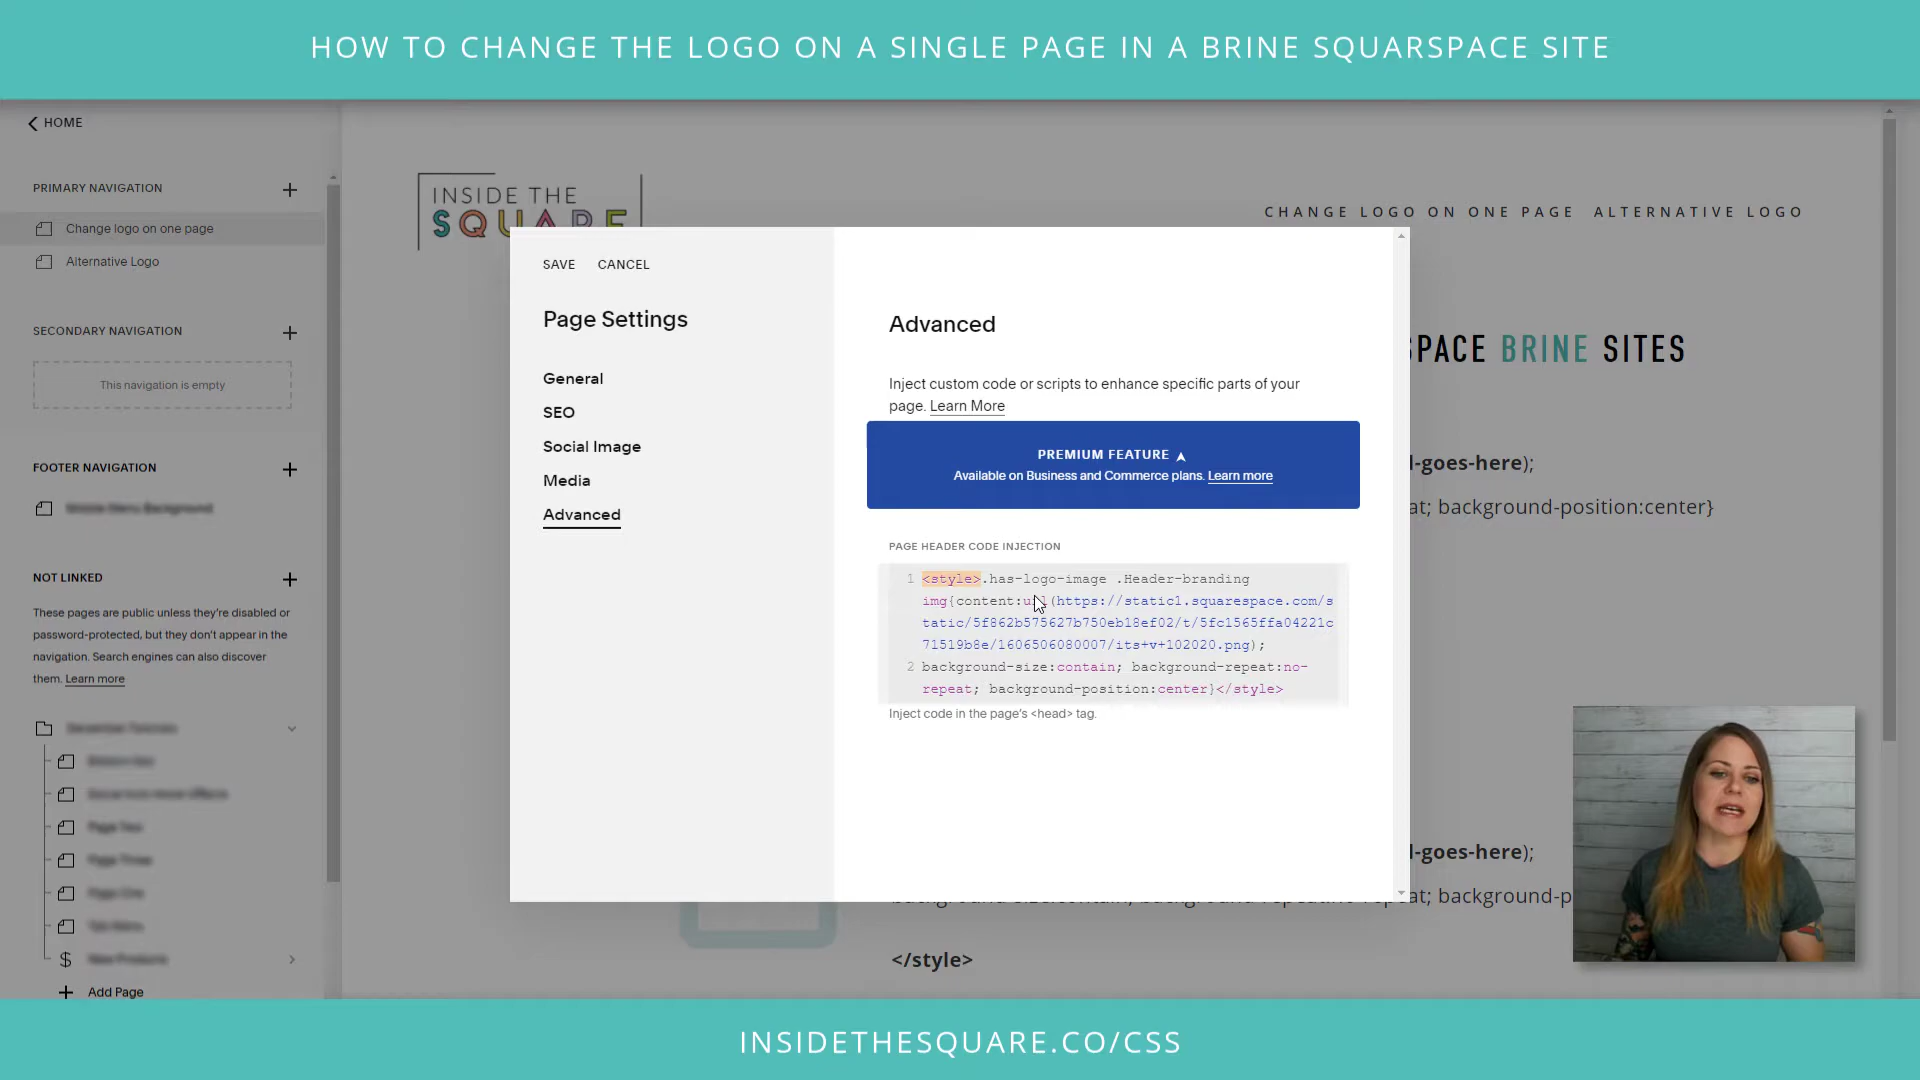 HOW TO CHANGE THE LOGO ON A SINGLE PAGE IN A BRINE SQUARSPACE SITE
HOME
PRIMARY NAVIGATION
Change logo on one page
Alternative Logo
SECONDARY NAVIGATION
This navigation is empty
FOOTER NAVIGATION
NOT LINKED
These pages are public unless they're disabled or
password-protected, but they don't appear in the
navigation. Search engines can also discover
them. Learn more
Add Page
INSIDE THE
SQUARE
CHANGE LOGO ON ONE PAGE ALTERNATIVE LOGO
SAVE CANCEL
Page Settings
General
SEO
Social Image
Media
Advanced
Advanced
Inject custom code or scripts to enhance specific parts of your
page. Learn More
PREMIUM FEATURE
Available on Business and Commerce plans. Learn more
PAGE HEADER CODE INJECTION
1 <style>.has-logo-image .Header-branding
img{content:url(https://static1.squarespace.com/s
tatic/5f862b575627b750eb18ef02/t/5fc1565ffa04221c
71519b8e/1606506080007/its+v+102020.png);
2 background-size:contain; background-repeat:no-
repeat; background-position:center}</style>
Inject code in the page's <head> tag.
SPACE BRINE SITES
-goes-here);
at; background-position:center}
-goes-here);
at; background-p
</style>
INSIDETHESQUARE.CO/CSS